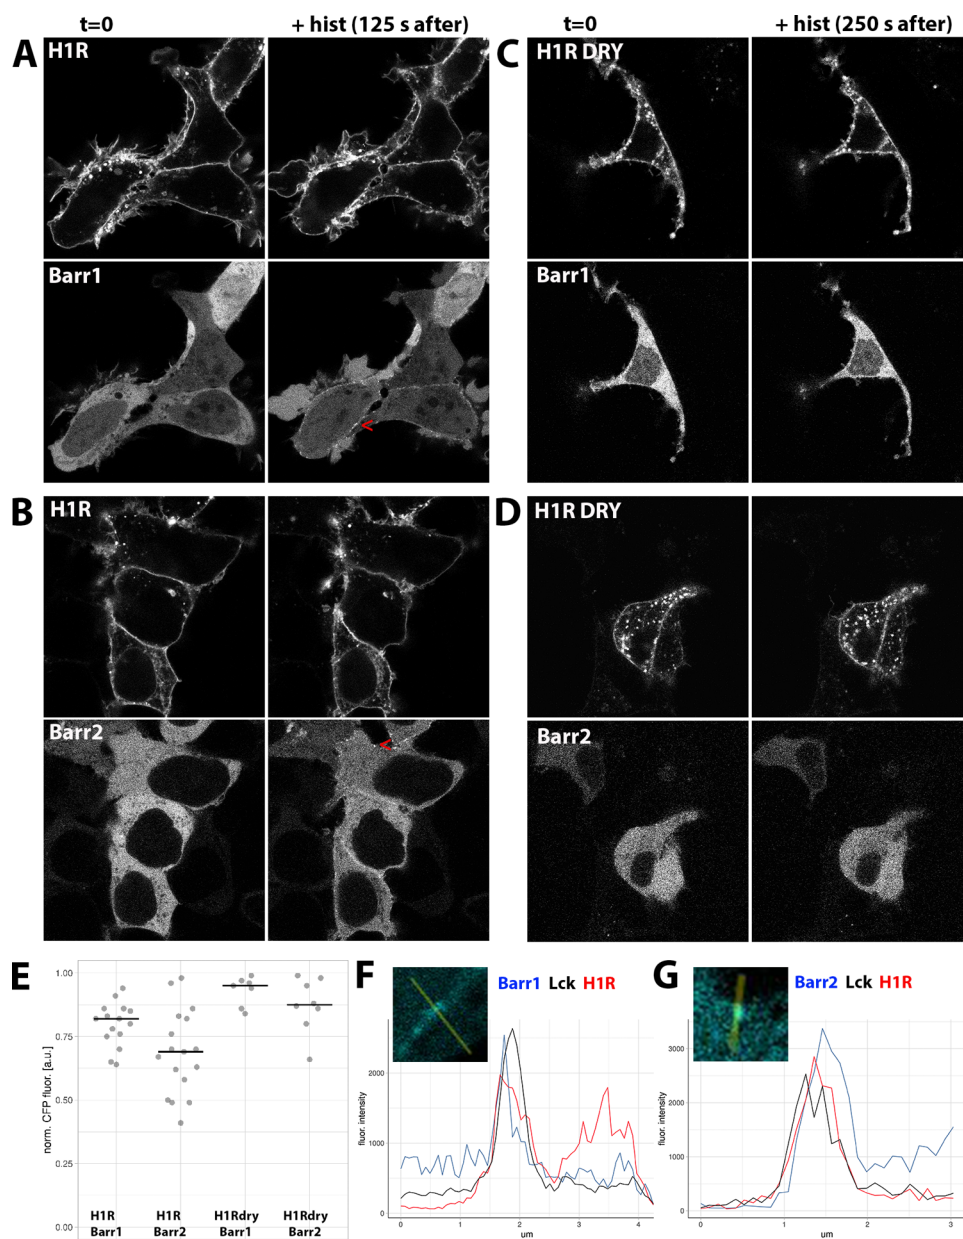 t=0 + hist (125 s after) t=0 + hist (250 s after)
A H1R C H1R DRY
Barr1 Barr1
<
B H1R D H1R DRY
Barr2 Barr2
<
E F Barr1 Lck H1R G Barr2 Lck H1R
norm. CFP fluor. [a.u.]
1.00
0.75
0.50
0.25
0.00
H1R H1R H1Rdry H1Rdry
Barr1 Barr2 Barr1 Barr2
fluor. intensity
2000
1000
0
0 1 2 3 4
um
fluor. intensity
3000
2000
1000
0
0 1 2 3
um